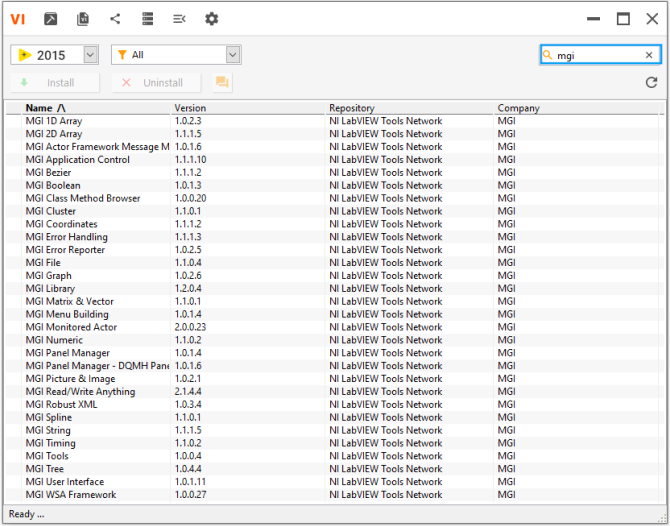 VI
2015 All mgi
Install Uninstall
Name Version Repository Company
MGI 1D Array 1.0.2.3 NI LabVIEW Tools Network MGI
MGI 2D Array 1.1.1.5 NI LabVIEW Tools Network MGI
MGI Actor Framework Message M 1.0.1.6 NI LabVIEW Tools Network MGI
MGI Application Control 1.1.1.10 NI LabVIEW Tools Network MGI
MGI Bezier 1.1.1.2 NI LabVIEW Tools Network MGI
MGI Boolean 1.0.1.3 NI LabVIEW Tools Network MGI
MGI Class Method Browser 1.0.0.20 NI LabVIEW Tools Network MGI
MGI Cluster 1.1.0.1 NI LabVIEW Tools Network MGI
MGI Coordinates 1.1.1.2 NI LabVIEW Tools Network MGI
MGI Error Handling 1.1.1.3 NI LabVIEW Tools Network MGI
MGI Error Reporter 1.0.2.5 NI LabVIEW Tools Network MGI
MGI File 1.1.0.4 NI LabVIEW Tools Network MGI
MGI Graph 1.0.2.6 NI LabVIEW Tools Network MGI
MGI Library 1.2.0.4 NI LabVIEW Tools Network MGI
MGI Matrix & Vector 1.1.0.1 NI LabVIEW Tools Network MGI
MGI Menu Building 1.0.1.4 NI LabVIEW Tools Network MGI
MGI Monitored Actor 2.0.0.23 NI LabVIEW Tools Network MGI
MGI Numeric 1.1.0.2 NI LabVIEW Tools Network MGI
MGI Panel Manager 1.0.1.4 NI LabVIEW Tools Network MGI
MGI Panel Manager - DQMH Pane 1.0.1.6 NI LabVIEW Tools Network MGI
MGI Picture & Image 1.0.2.1 NI LabVIEW Tools Network MGI
MGI Read/Write Anything 2.1.4.4 NI LabVIEW Tools Network MGI
MGI Robust XML 1.0.3.4 NI LabVIEW Tools Network MGI
MGI Spline 1.1.0.1 NI LabVIEW Tools Network MGI
MGI String 1.1.1.5 NI LabVIEW Tools Network MGI
MGI Timing 1.1.0.2 NI LabVIEW Tools Network MGI
MGI Tools 1.0.0.4 NI LabVIEW Tools Network MGI
MGI Tree 1.0.4.4 NI LabVIEW Tools Network MGI
MGI User Interface 1.0.1.11 NI LabVIEW Tools Network MGI
MGI WSA Framework 1.0.0.27 NI LabVIEW Tools Network MGI
Ready ...